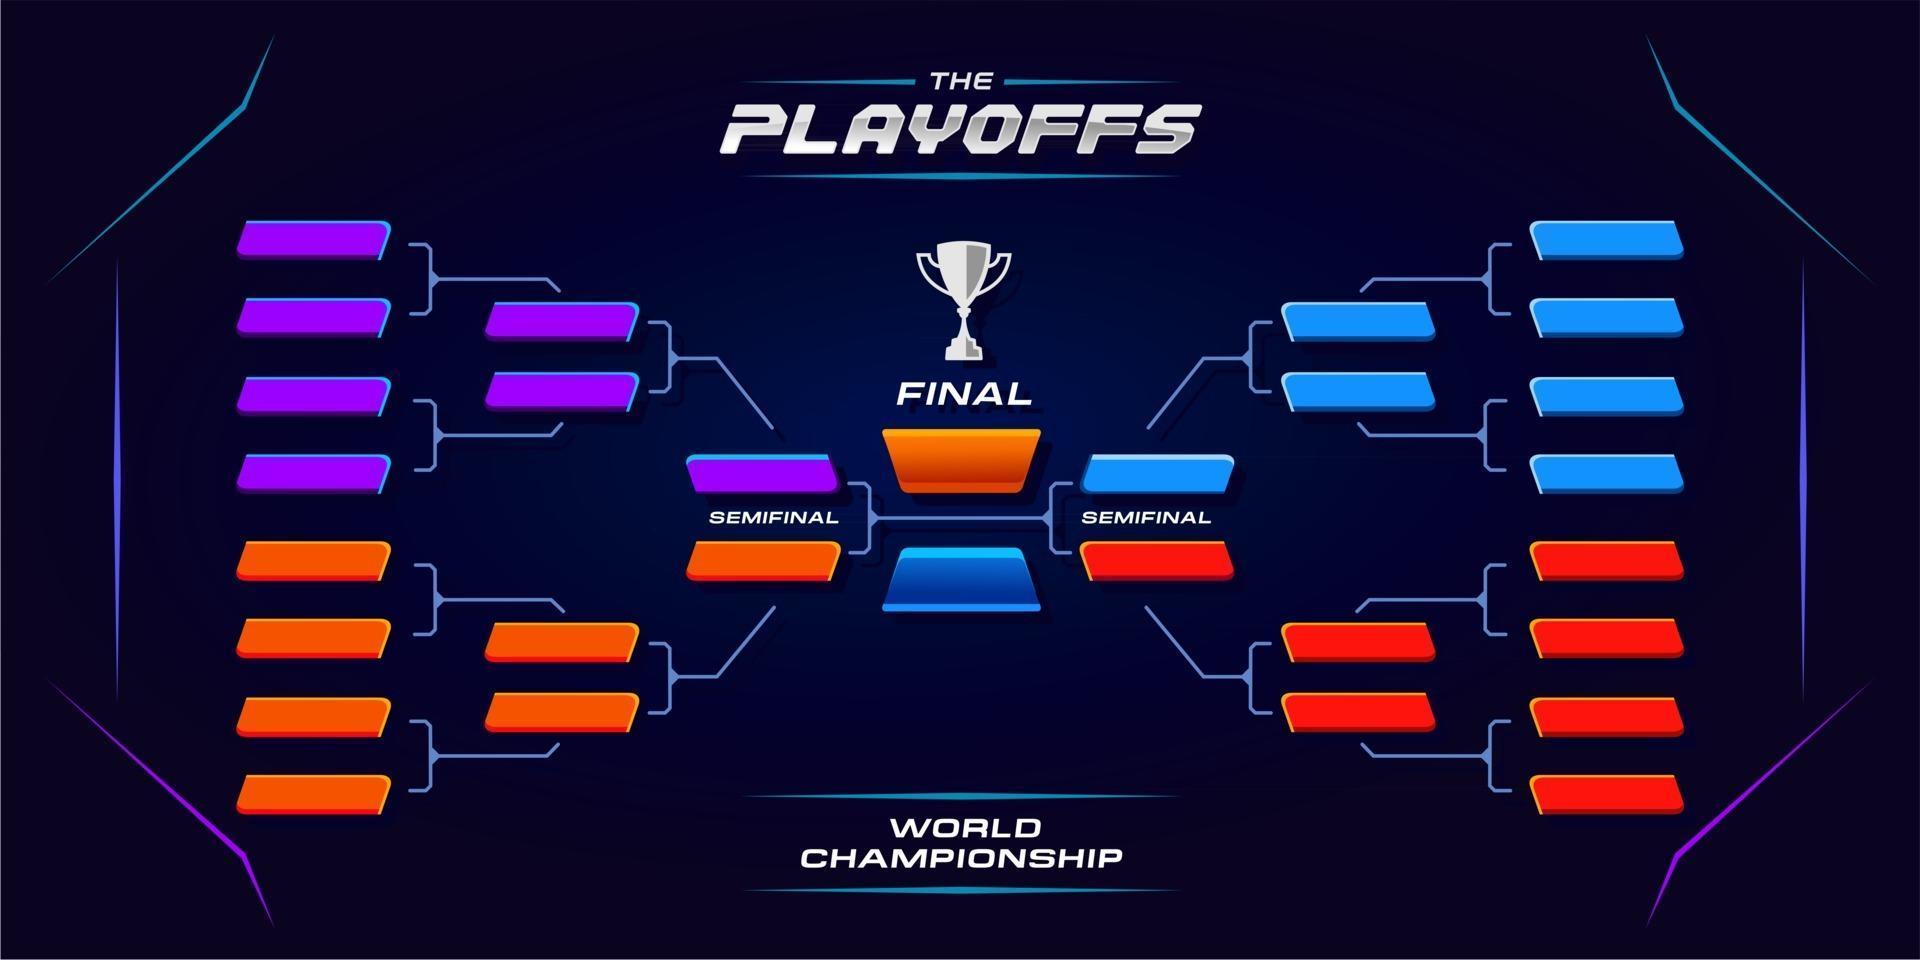 THE
PLAYOFFS
FINAL
SEMIFINAL
SEMIFINAL
WORLD
CHAMPIONSHIP